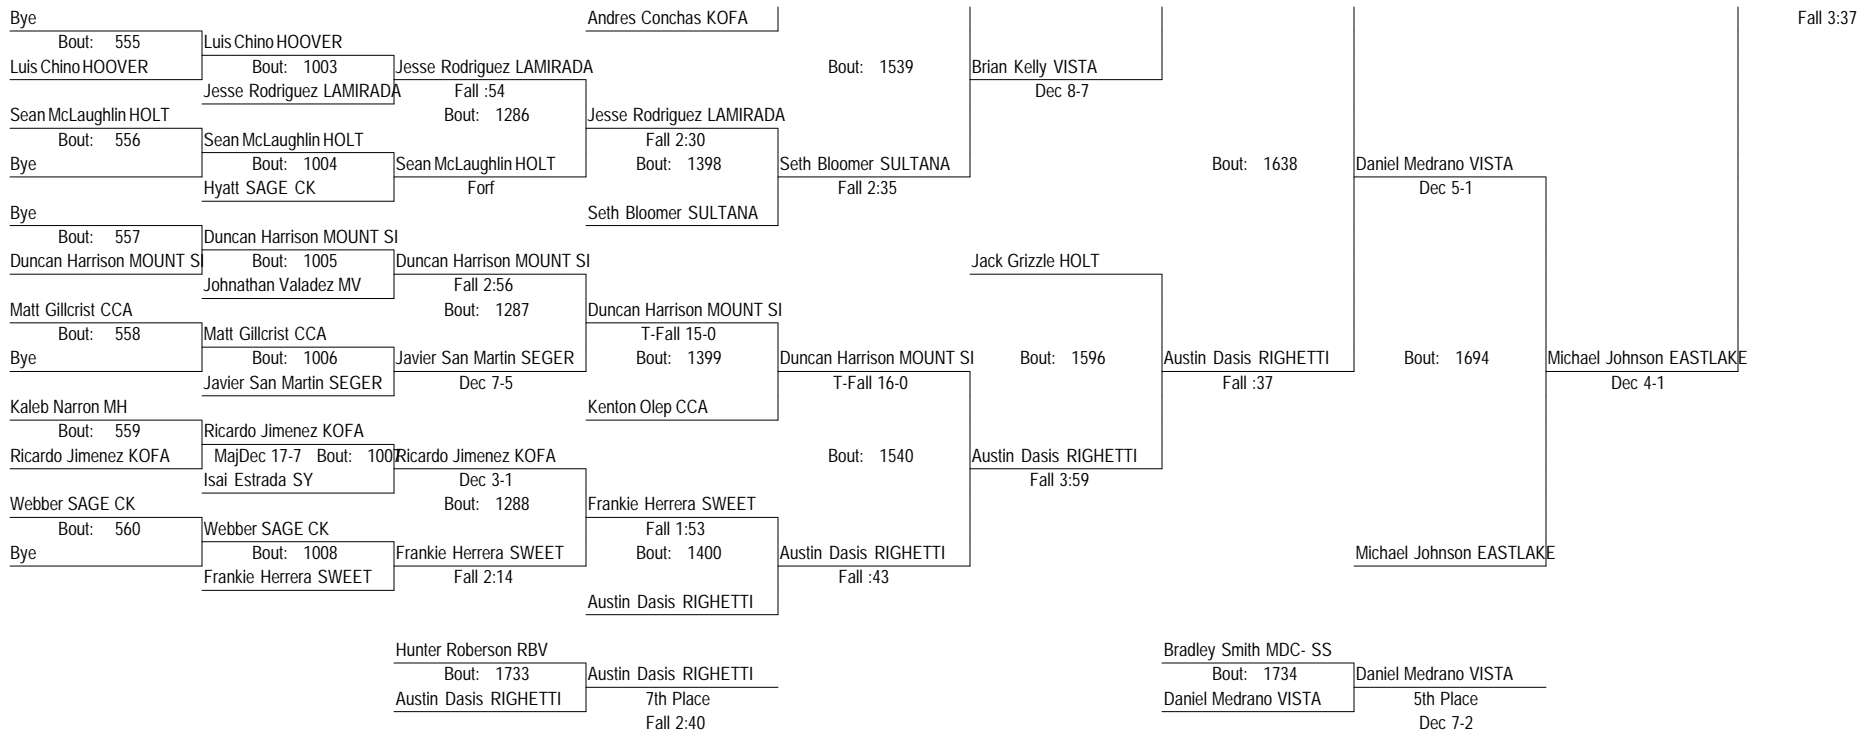 Bye
Andres Conchas KOFA
Fall 3:37
Bout: 555
Luis Chino HOOVER
Luis Chino HOOVER
Bout: 1003
Jesse Rodriguez LAMIRADA
Bout: 1539
Brian Kelly VISTA
Jesse Rodriguez LAMIRADA
Fall :54
Dec 8-7
Sean McLaughlin HOLT
Bout: 1286
Jesse Rodriguez LAMIRADA
Bout: 556
Sean McLaughlin HOLT
Fall 2:30
Bye
Bout: 1004
Sean McLaughlin HOLT
Bout: 1398
Seth Bloomer SULTANA
Bout: 1638
Daniel Medrano VISTA
Hyatt SAGE CK
Forf
Fall 2:35
Dec 5-1
Bye
Seth Bloomer SULTANA
Bout: 557
Duncan Harrison MOUNT SI
Duncan Harrison MOUNT SI
Bout: 1005
Duncan Harrison MOUNT SI
Jack Grizzle HOLT
Johnathan Valadez MV
Fall 2:56
Matt Gillcrist CCA
Bout: 1287
Duncan Harrison MOUNT SI
Bout: 558
Matt Gillcrist CCA
T-Fall 15-0
Bye
Bout: 1006
Javier San Martin SEGER
Bout: 1399
Duncan Harrison MOUNT SI
Bout: 1596
Austin Dasis RIGHETTI
Bout: 1694
Michael Johnson EASTLAKE
Javier San Martin SEGER
Dec 7-5
T-Fall 16-0
Fall :37
Dec 4-1
Kaleb Narron MH
Kenton Olep CCA
Bout: 559
Ricardo Jimenez KOFA
Ricardo Jimenez KOFA
MajDec 17-7 Bout: 1007
Ricardo Jimenez KOFA
Bout: 1540
Austin Dasis RIGHETTI
Isai Estrada SY
Dec 3-1
Fall 3:59
Webber SAGE CK
Bout: 1288
Frankie Herrera SWEET
Bout: 560
Webber SAGE CK
Fall 1:53
Bye
Bout: 1008
Frankie Herrera SWEET
Bout: 1400
Austin Dasis RIGHETTI
Michael Johnson EASTLAKE
Frankie Herrera SWEET
Fall 2:14
Fall :43
Austin Dasis RIGHETTI
Hunter Roberson RBV
Bradley Smith MDC- SS
Bout: 1733
Austin Dasis RIGHETTI
Bout: 1734
Daniel Medrano VISTA
Austin Dasis RIGHETTI
7th Place
Daniel Medrano VISTA
5th Place
Fall 2:40
Dec 7-2